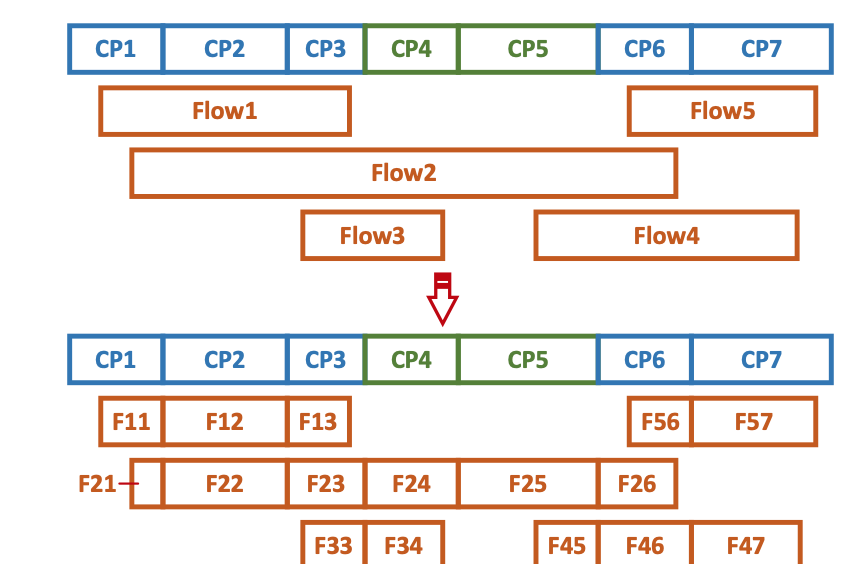 CP1 CP2 CP3 CP4 CP5 CP6 CP7
Flow1 Flow5
Flow2
Flow3 Flow4
CP1 CP2 CP3 CP4 CP5 CP6 CP7
F11 F12 F13 F56 F57
F21 F22 F23 F24 F25 F26
F33 F34 F45 F46 F47